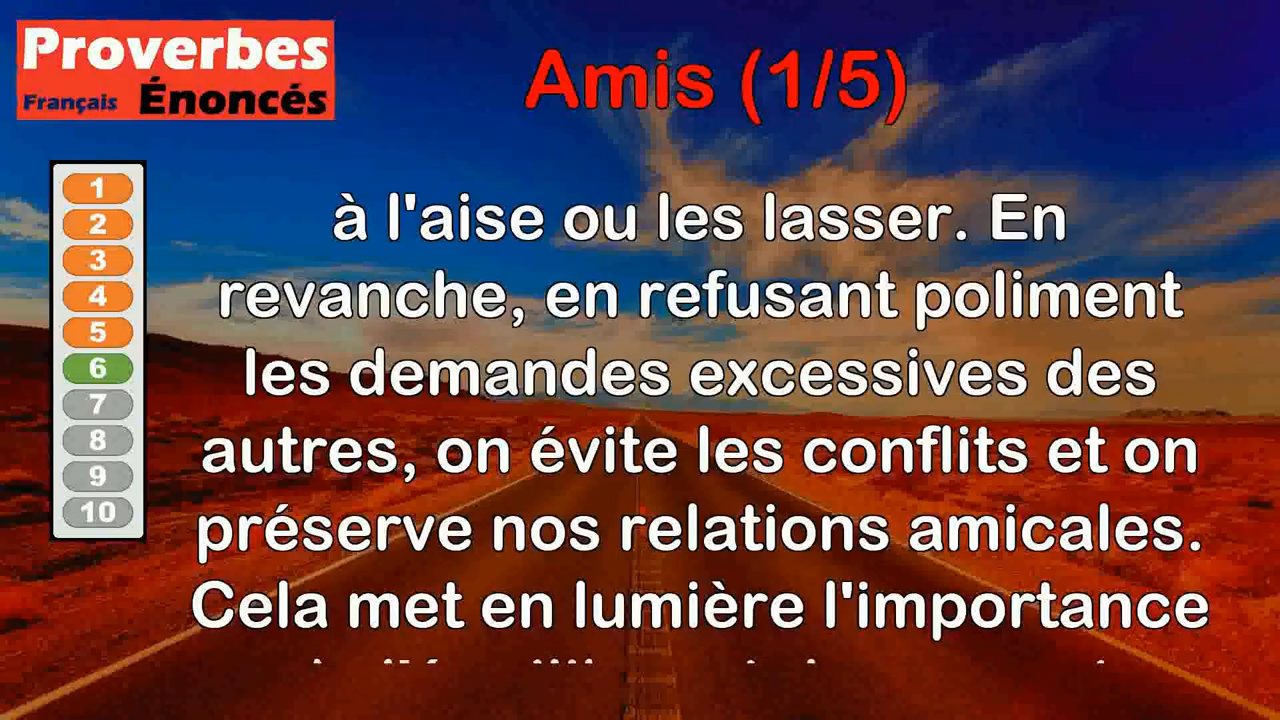 Proverbes
Français Énoncés
Amis (1/5)
1
2
3
4
5
6
7
8
9
10
à l'aise ou les lasser. En
revanche, en refusant poliment
les demandes excessives des
autres, on évite les conflits et on
préserve nos relations amicales.
Cela met en lumière l'importance